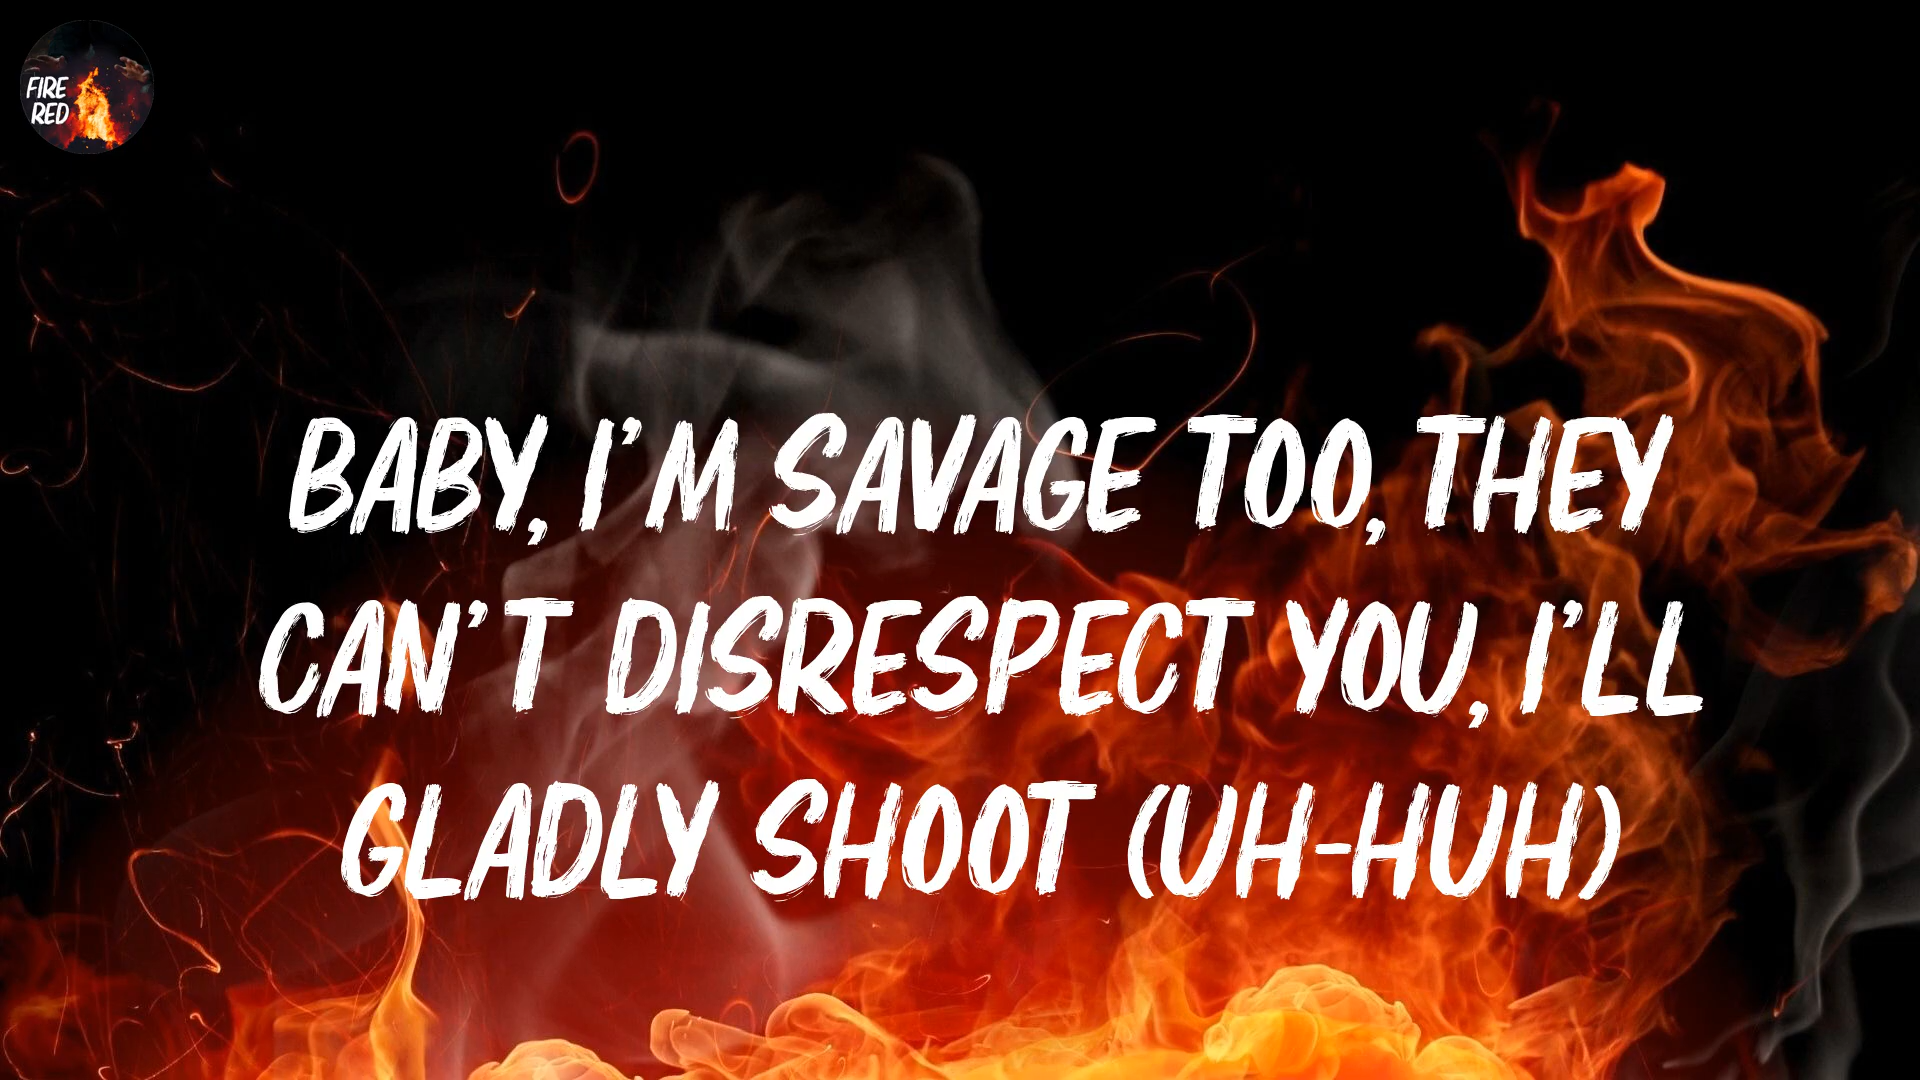 FIRE
RED
BABY, I'M SAVAGE TOO, THEY
CAN'T DISRESPECT YOU, I'LL
GLADLY SHOOT (UH-HUH)